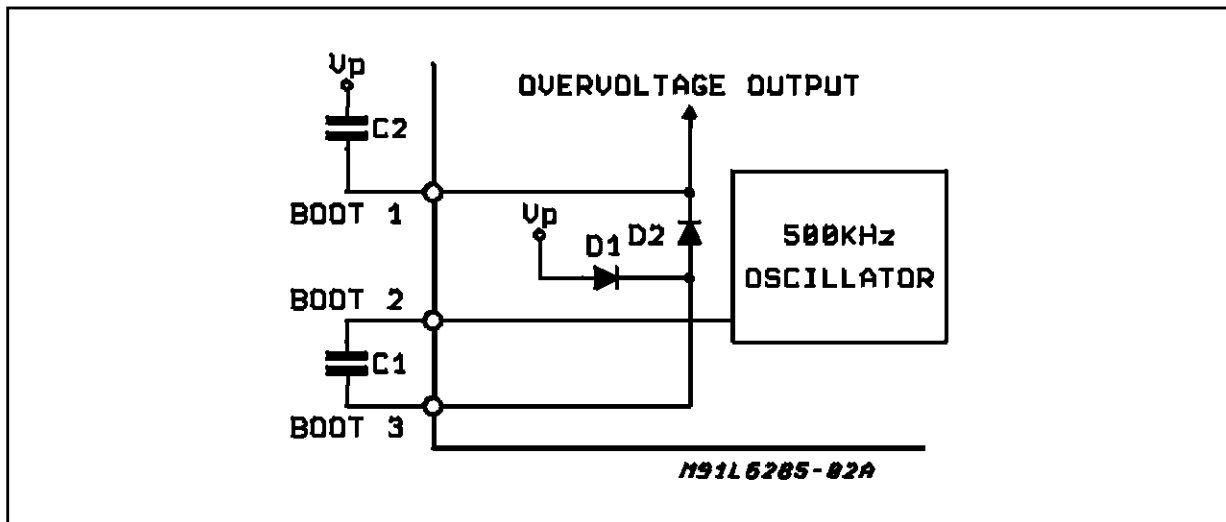 Vp
OVERVOLTAGE OUTPUT
C2
BOOT 1
Vp
D1
D2
500KHz
OSCILLATOR
BOOT 2
C1
BOOT 3
M91L6285-02A